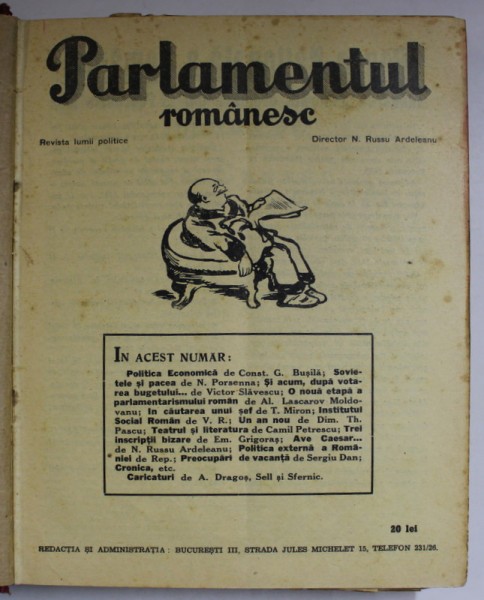 Parlamentul
românesc
Revista lumii politice
Director N. Russu Ardeleanu
IN ACEST NUMAR:
Politica Economică de Const. G. Bușilă; Sovie-
tele și pacea de N. Porsenna; Și acum, după vota-
rea bugetului... de Victor Slăvescu; O nouă etapă a
parlamentarismului român de Al. Lascarov Moldo-
vanu; In căutarea unui șef de T. Miron; Institutul
Social Român de V. R.; Un an nou de Dim. Th.
Pascu; Teatrul și literatura de Camil Petrescu; Trei
inscripții bizare de Em. Grigoraș; Ave Caesar...
de N. Russu Ardeleanu; Politica externă a Româ-
niei de Rep.; Preocupări de vacanță de Sergiu Dan;
Cronica, etc.
Caricaturi de A. Dragoș, Sell și Sfernic.
20 lei
REDACȚIA ȘI ADMINISTRAȚIA: BUCUREȘTI III, STRADA JULES MICHELET 15, TELEFON 231/26.